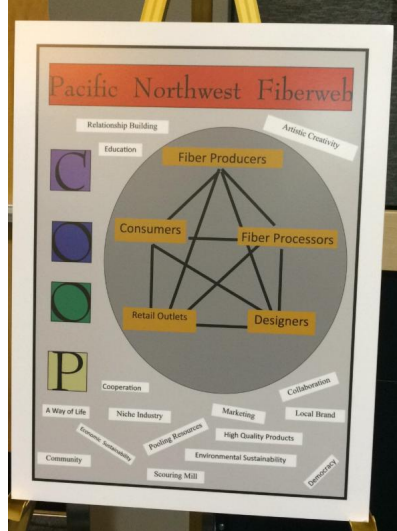 Pacific Northwest Fiberweb
Relationship Building
Artistic Creativity
Education
C
O
O
P
Fiber Producers
Consumers
Fiber Processors
Retail Outlets
Designers
Cooperation
Collaboration
A Way of Life
Niche Industry
Marketing
Local Brand
Economic Sustainability
Pooling Resources
High Quality Products
Community
Environmental Sustainability
Scouring Mill
Democracy